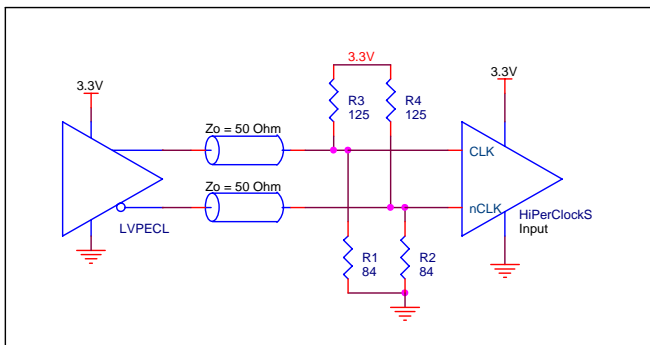 3.3V
3.3V
3.3V
R3
125
R4
125
Zo = 50 Ohm
CLK
Zo = 50 Ohm
nCLK
LVPECL
HiPerClockS
Input
R1
84
R2
84